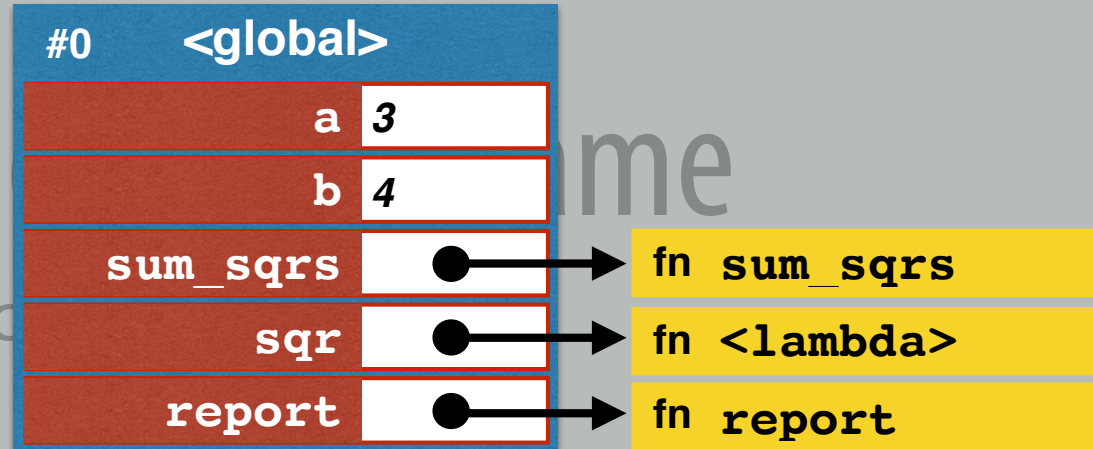 #0 <global>
a 3
b 4
sum_sqrs fn sum_sqrs
sqr fn <lambda>
report fn report